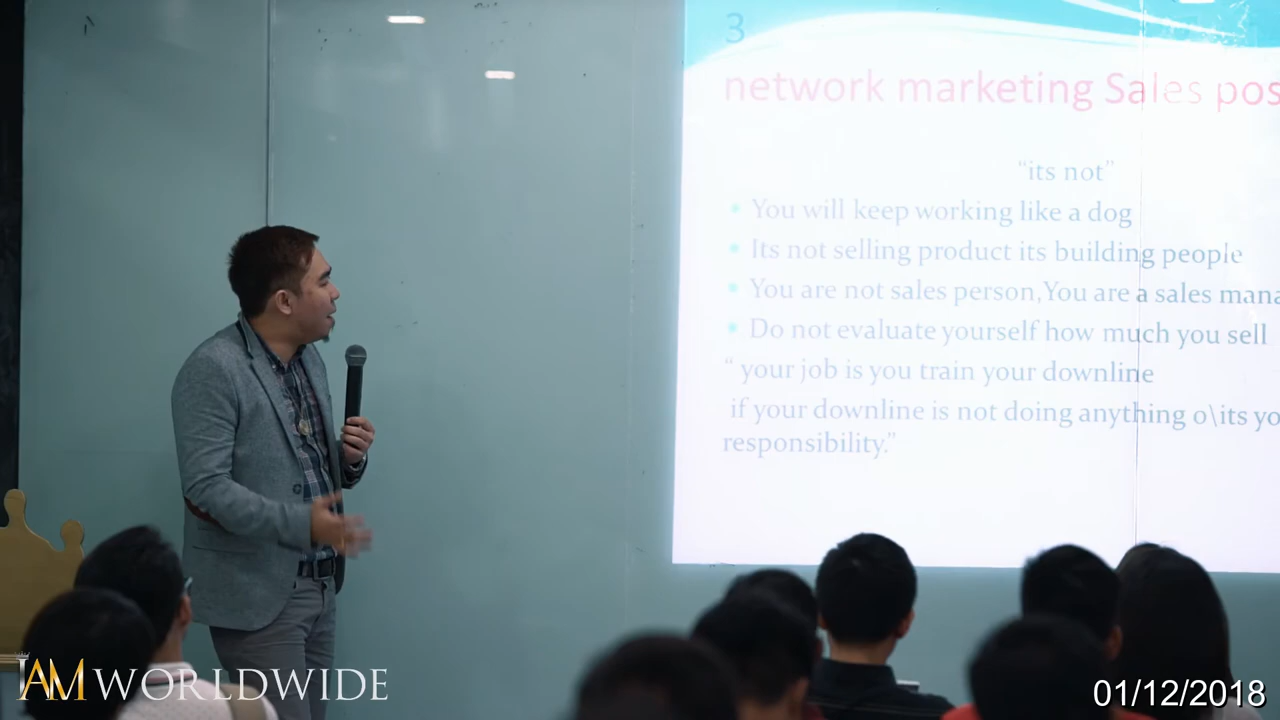 3
network marketing Sales pos
“its not”
You will keep working like a dog
Its not selling product its building people
You are not sales person,You are a sales mana
Do not evaluate yourself how much you sell
“ your job is you train your downline
if your downline is not doing anything o\its yo
responsibility.”
IAM WORLDWIDE
01/12/2018